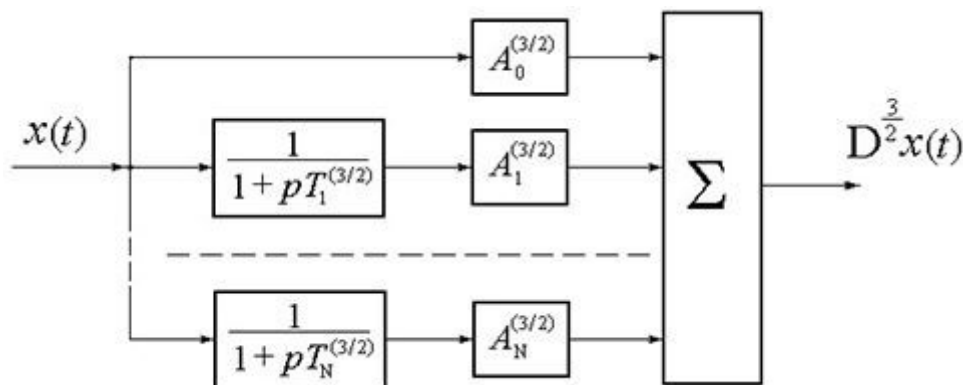 A₀^(3/2)
x(t)
1 / (1 + pT₁^(3/2))
A₁^(3/2)
Σ
D^(3/2) x(t)
1 / (1 + pT_N^(3/2))
A_N^(3/2)